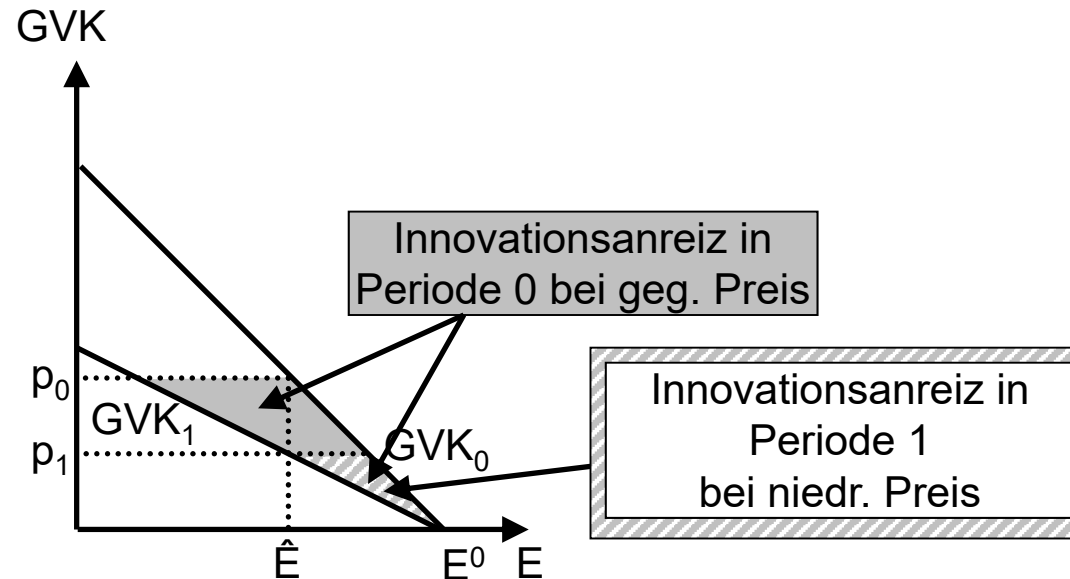 GVK
Innovationsanreiz in
Periode 0 bei geg. Preis
p₀
GVK₁
GVK₀
p₁
Innovationsanreiz in
Periode 1
bei niedr. Preis
Ê
E⁰
E